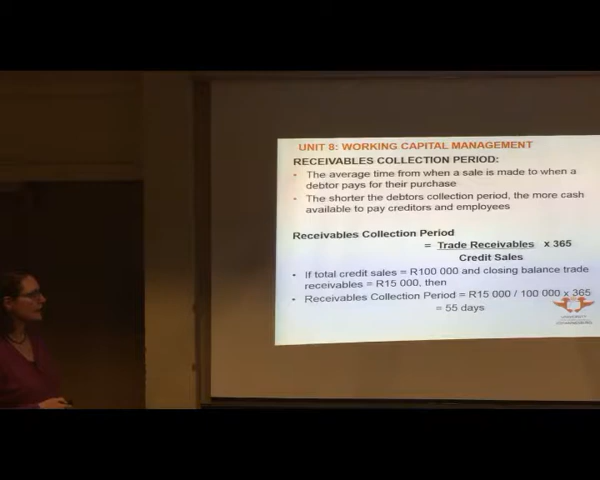 UNIT 8: WORKING CAPITAL MANAGEMENT
RECEIVABLES COLLECTION PERIOD:
• The average time from when a sale is made to when a
debtor pays for their purchase
• The shorter the debtors collection period, the more cash
available to pay creditors and employees
Receivables Collection Period
= Trade Receivables x 365
Credit Sales
• If total credit sales = R100 000 and closing balance trade
receivables = R15 000, then
• Receivables Collection Period = R15 000 / 100 000 x 365
= 55 days
UNIVERSITY
JOHANNESBURG